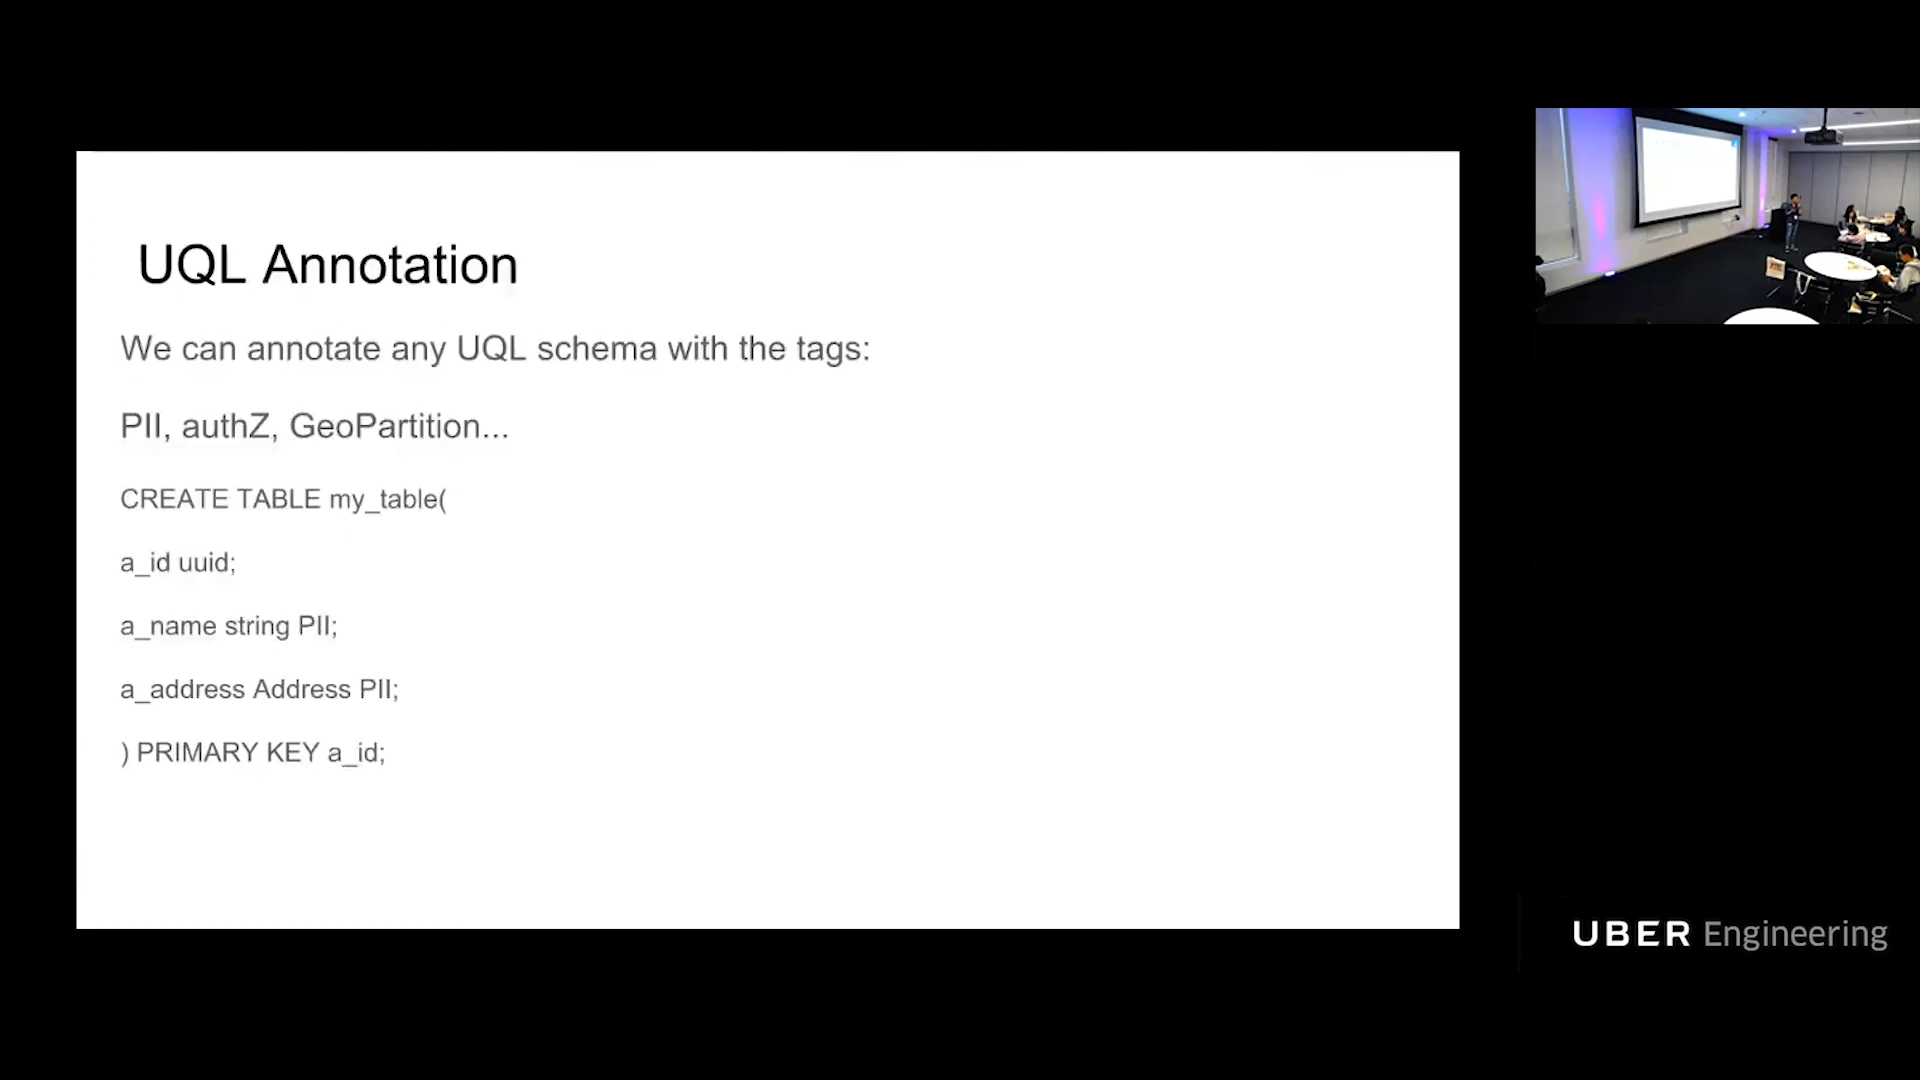 UQL Annotation
We can annotate any UQL schema with the tags:
PII, authZ, GeoPartition...
CREATE TABLE my_table(
a_id uuid;
a_name string PII;
a_address Address PII;
) PRIMARY KEY a_id;
UBER Engineering